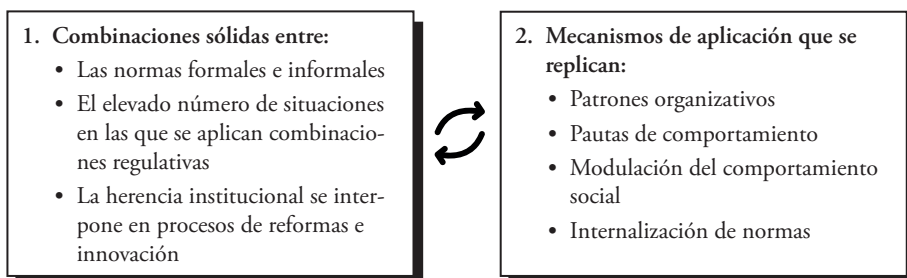 1. Combinaciones sólidas entre:
• Las normas formales e informales
• El elevado número de situaciones
en las que se aplican combinacio-
nes regulativas
• La herencia institucional se inter-
pone en procesos de reformas e
innovación
2. Mecanismos de aplicación que se
replican:
• Patrones organizativos
• Pautas de comportamiento
• Modulación del comportamiento
social
• Internalización de normas